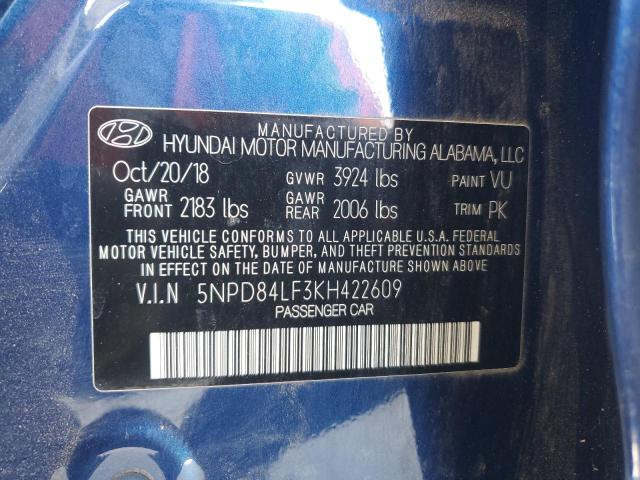 MANUFACTURED BY
HYUNDAI MOTOR MANUFACTURING ALABAMA, LLC
Oct/20/18 GVWR 3924 lbs PAINT VU
GAWR FRONT 2183 lbs GAWR REAR 2006 lbs TRIM PK
THIS VEHICLE CONFORMS TO ALL APPLICABLE U.S.A. FEDERAL
MOTOR VEHICLE SAFETY, BUMPER, AND THEFT PREVENTION STANDARDS
IN EFFECT ON THE DATE OF MANUFACTURE SHOWN ABOVE.
V.I.N 5NPD84LF3KH422609
PASSENGER CAR